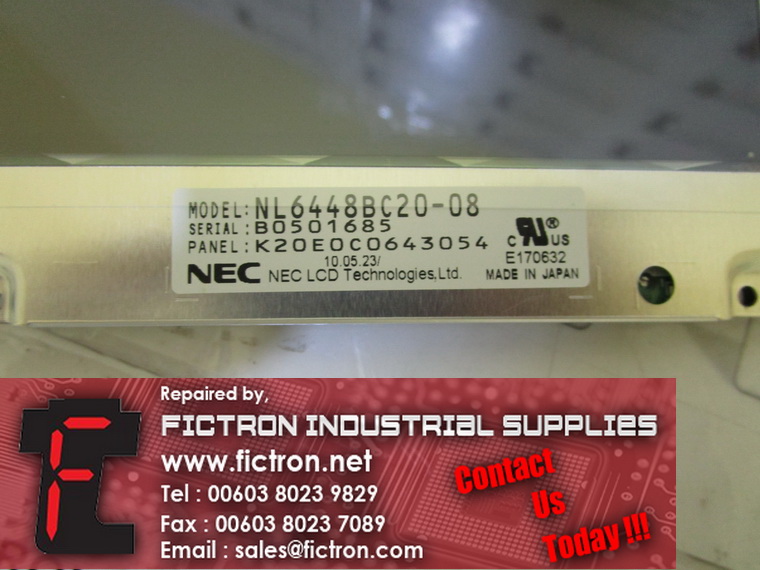 MODEL: NL6448BC20-08
SERIAL: B0501685
PANEL: K20E0C0643054
10.05.23/
NEC NEC LCD Technologies,Ltd.
C UR ® US
E170632
MADE IN JAPAN
Repaired by,
FICTRON INDUSTRIAL SUPPLIES
www.fictron.net
Tel : 00603 8023 9829
Fax : 00603 8023 7089
Email : sales@fictron.com
Contact
Us
Today !!!